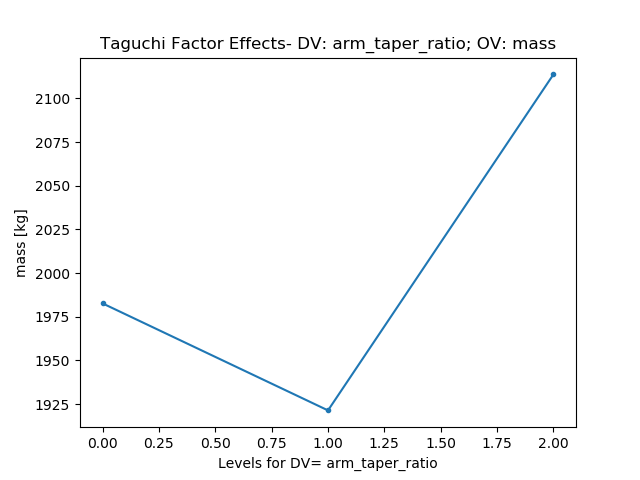 Taguchi Factor Effects- DV: arm_taper_ratio; OV: mass
mass [kg]
2100
2075
2050
2025
2000
1975
1950
1925
0.00 0.25 0.50 0.75 1.00 1.25 1.50 1.75 2.00
Levels for DV= arm_taper_ratio